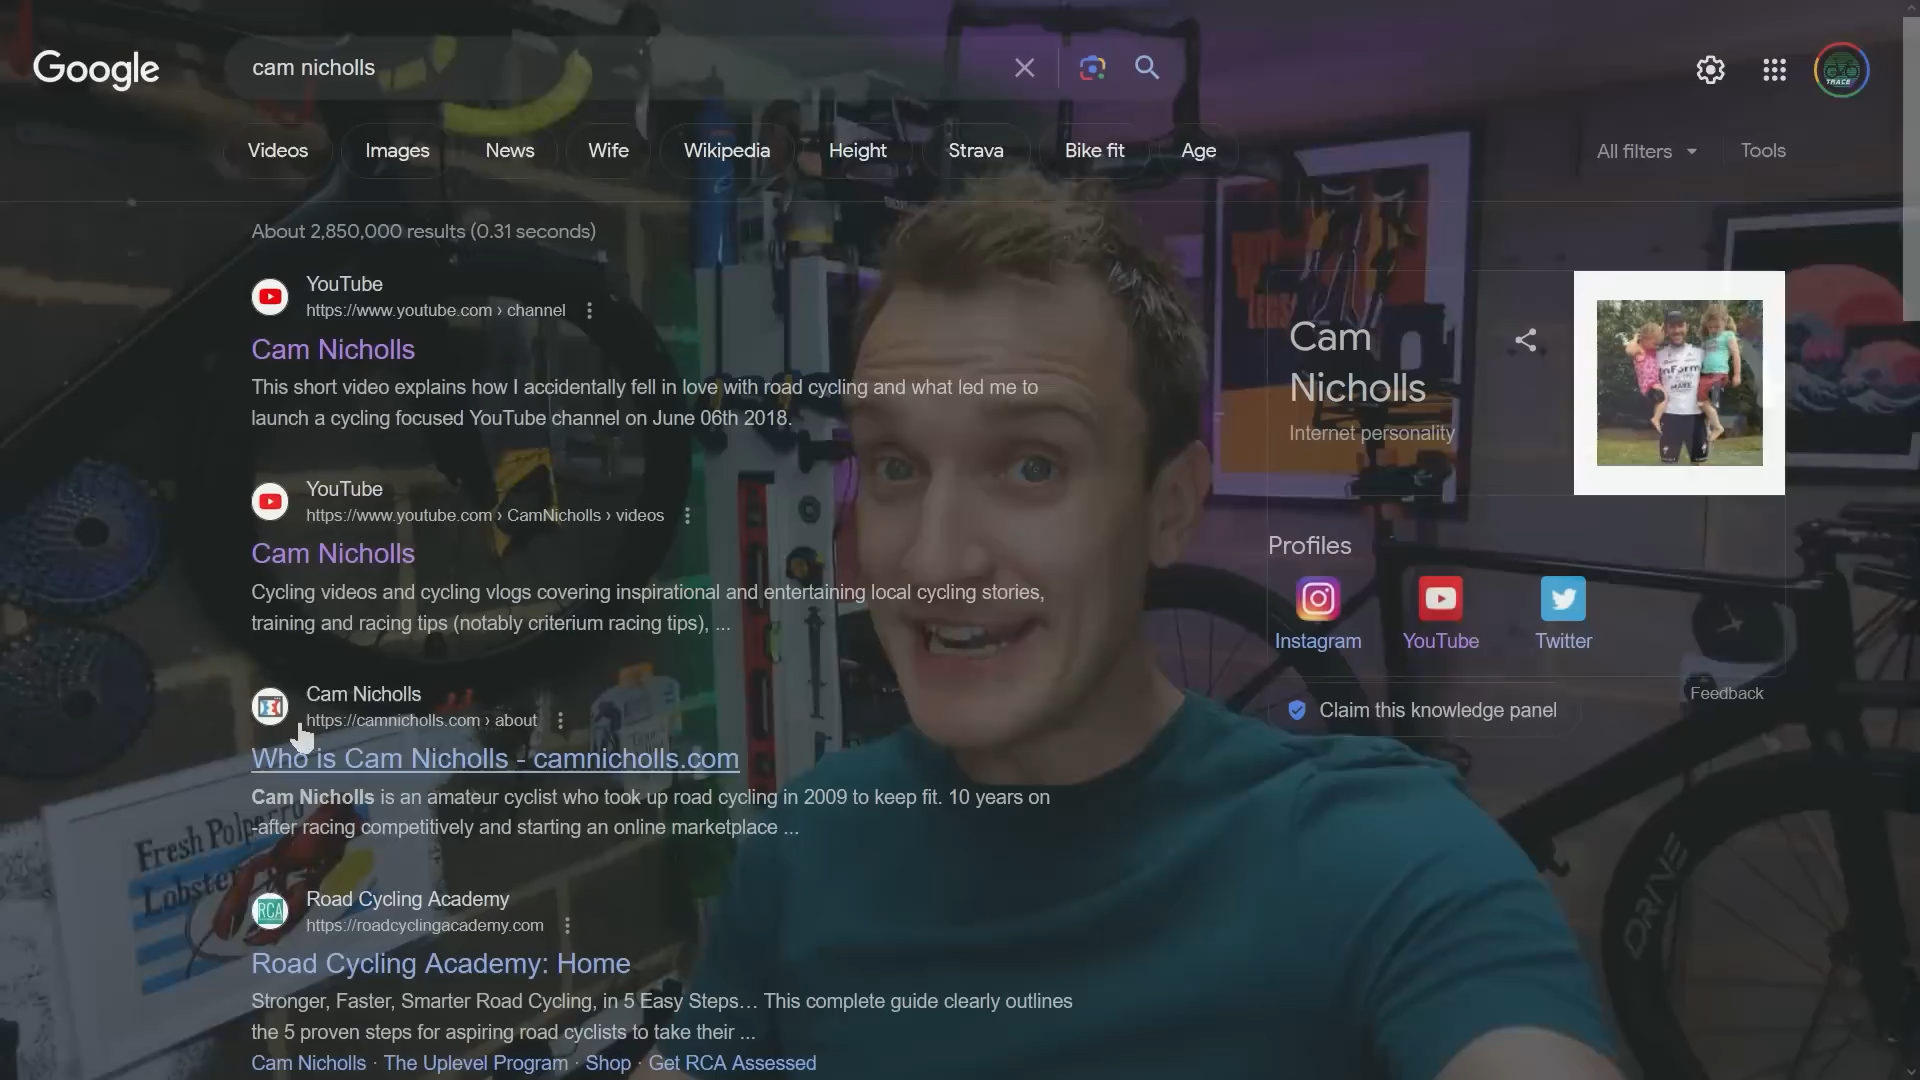 Google
cam nicholls
TRACE
Videos
Images
News
Wife
Wikipedia
Height
Strava
Bike fit
Age
All filters
Tools
About 2,850,000 results (0.31 seconds)
YouTube
https://www.youtube.com › channel
Cam Nicholls
This short video explains how I accidentally fell in love with road cycling and what led me to
launch a cycling focused YouTube channel on June 06th 2018.
YouTube
https://www.youtube.com › CamNicholls › videos
Cam Nicholls
Cycling videos and cycling vlogs covering inspirational and entertaining local cycling stories,
training and racing tips (notably criterium racing tips), ...
Cam Nicholls
https://camnicholls.com › about
Who is Cam Nicholls - camnicholls.com
Cam Nicholls is an amateur cyclist who took up road cycling in 2009 to keep fit. 10 years on
-after racing competitively and starting an online marketplace ...
RCA
Road Cycling Academy
https://roadcyclingacademy.com
Road Cycling Academy: Home
Stronger, Faster, Smarter Road Cycling, in 5 Easy Steps… This complete guide clearly outlines
the 5 proven steps for aspiring road cyclists to take their ...
Cam Nicholls · The Uplevel Program · Shop · Get RCA Assessed
Cam
Nicholls
Internet personality
inForm
MAKE
Profiles
Instagram
YouTube
Twitter
Feedback
Claim this knowledge panel
Fresh Polperro
Lobster
LEGS
DRINE